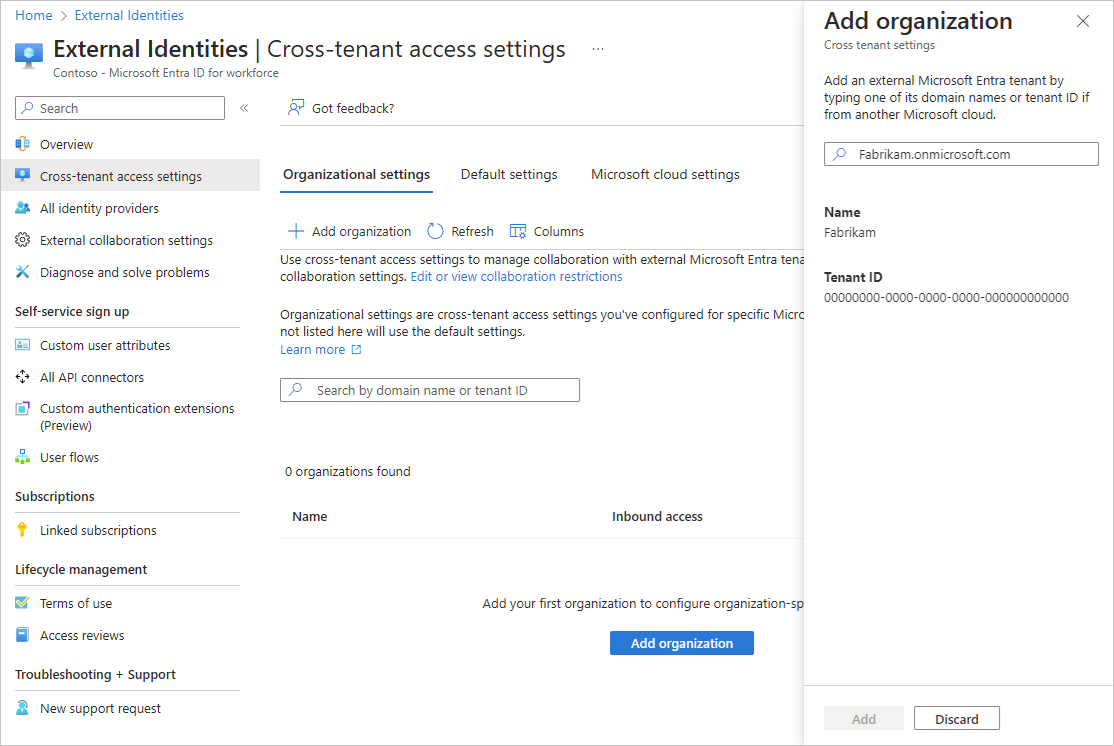 Home > External Identities
External Identities | Cross-tenant access settings ...
Contoso - Microsoft Entra ID for workforce
Search «
Overview
Cross-tenant access settings
All identity providers
External collaboration settings
Diagnose and solve problems
Self-service sign up
Custom user attributes
All API connectors
Custom authentication extensions
(Preview)
User flows
Subscriptions
Linked subscriptions
Lifecycle management
Terms of use
Access reviews
Troubleshooting + Support
New support request
Got feedback?
Organizational settings Default settings Microsoft cloud settings
Add organization Refresh Columns
Use cross-tenant access settings to manage collaboration with external Microsoft Entra tena
collaboration settings. Edit or view collaboration restrictions
Organizational settings are cross-tenant access settings you've configured for specific Micro
not listed here will use the default settings.
Learn more
Search by domain name or tenant ID
0 organizations found
Name Inbound access
Add your first organization to configure organization-sp
Add organization
Add organization
Cross tenant settings
Add an external Microsoft Entra tenant by
typing one of its domain names or tenant ID if
from another Microsoft cloud.
Fabrikam.onmicrosoft.com
Name
Fabrikam
Tenant ID
00000000-0000-0000-0000-000000000000
Add Discard